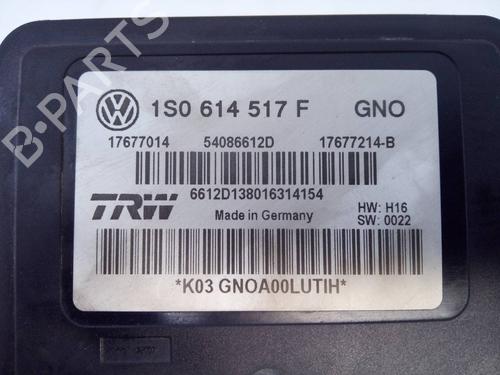 1S0 614 517 F GNO
17677014 54086612D 17677214-B
6612D138016314154
TRW Made in Germany HW: H16
SW: 0022
*K03 GNOA00LUTIH*
B-PARTS